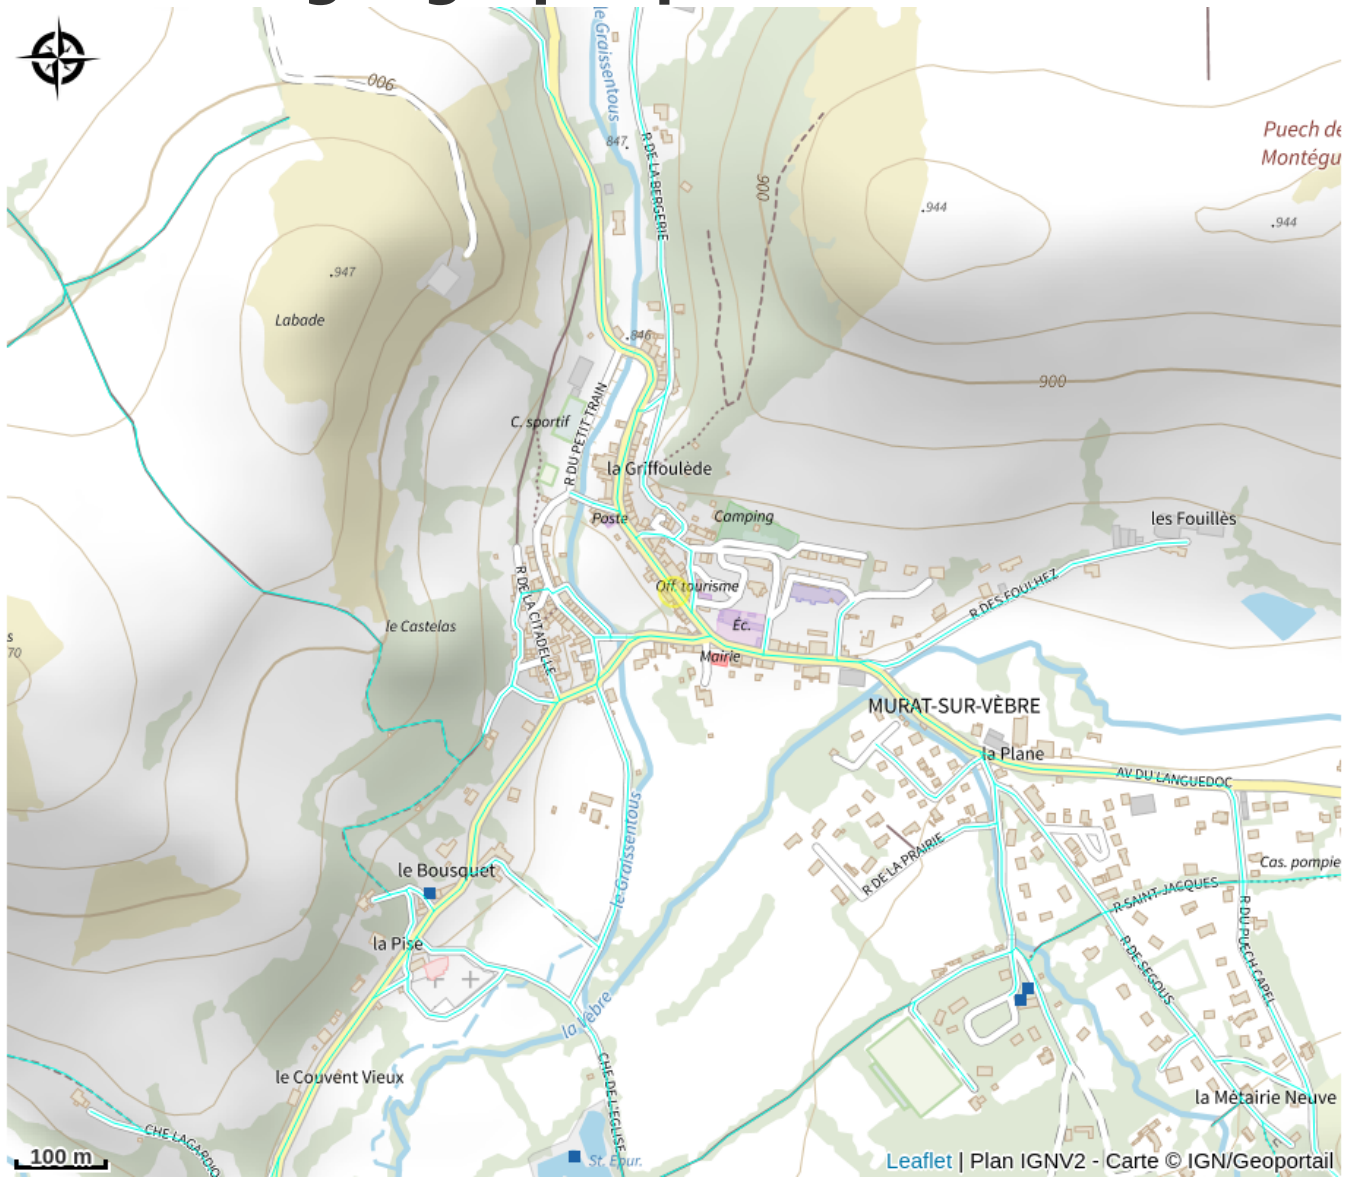 le Graissentous
900
847
R DE LA BERGERIE
Puech de
Montégu
900
944
944
947
Labade
846
900
R DU PETIT TRAIN
C. sportif
la Griffoulède
Poste
Camping
les Fouillès
Off. tourisme
R DES FOULHEZ
R DE LA CITADELLE
le Castelas
Éc.
s
70
Mairie
MURAT-SUR-VÈBRE
la Plane
AV DU LANGUEDOC
le Graissentous
R DE LA PRAIRIE
Cas. pompie
le Bousquet
R SAINT-JACQUES
R DU PUECH CAPEL
la Pise
R DE SEGOUS
la Vèbre
le Couvent Vieux
CHE DE L'EGLISE
la Métairie Neuve
CHE LAGARDIO
100 m
St. Epur.
Leaflet | Plan IGNV2 - Carte © IGN/Geoportail